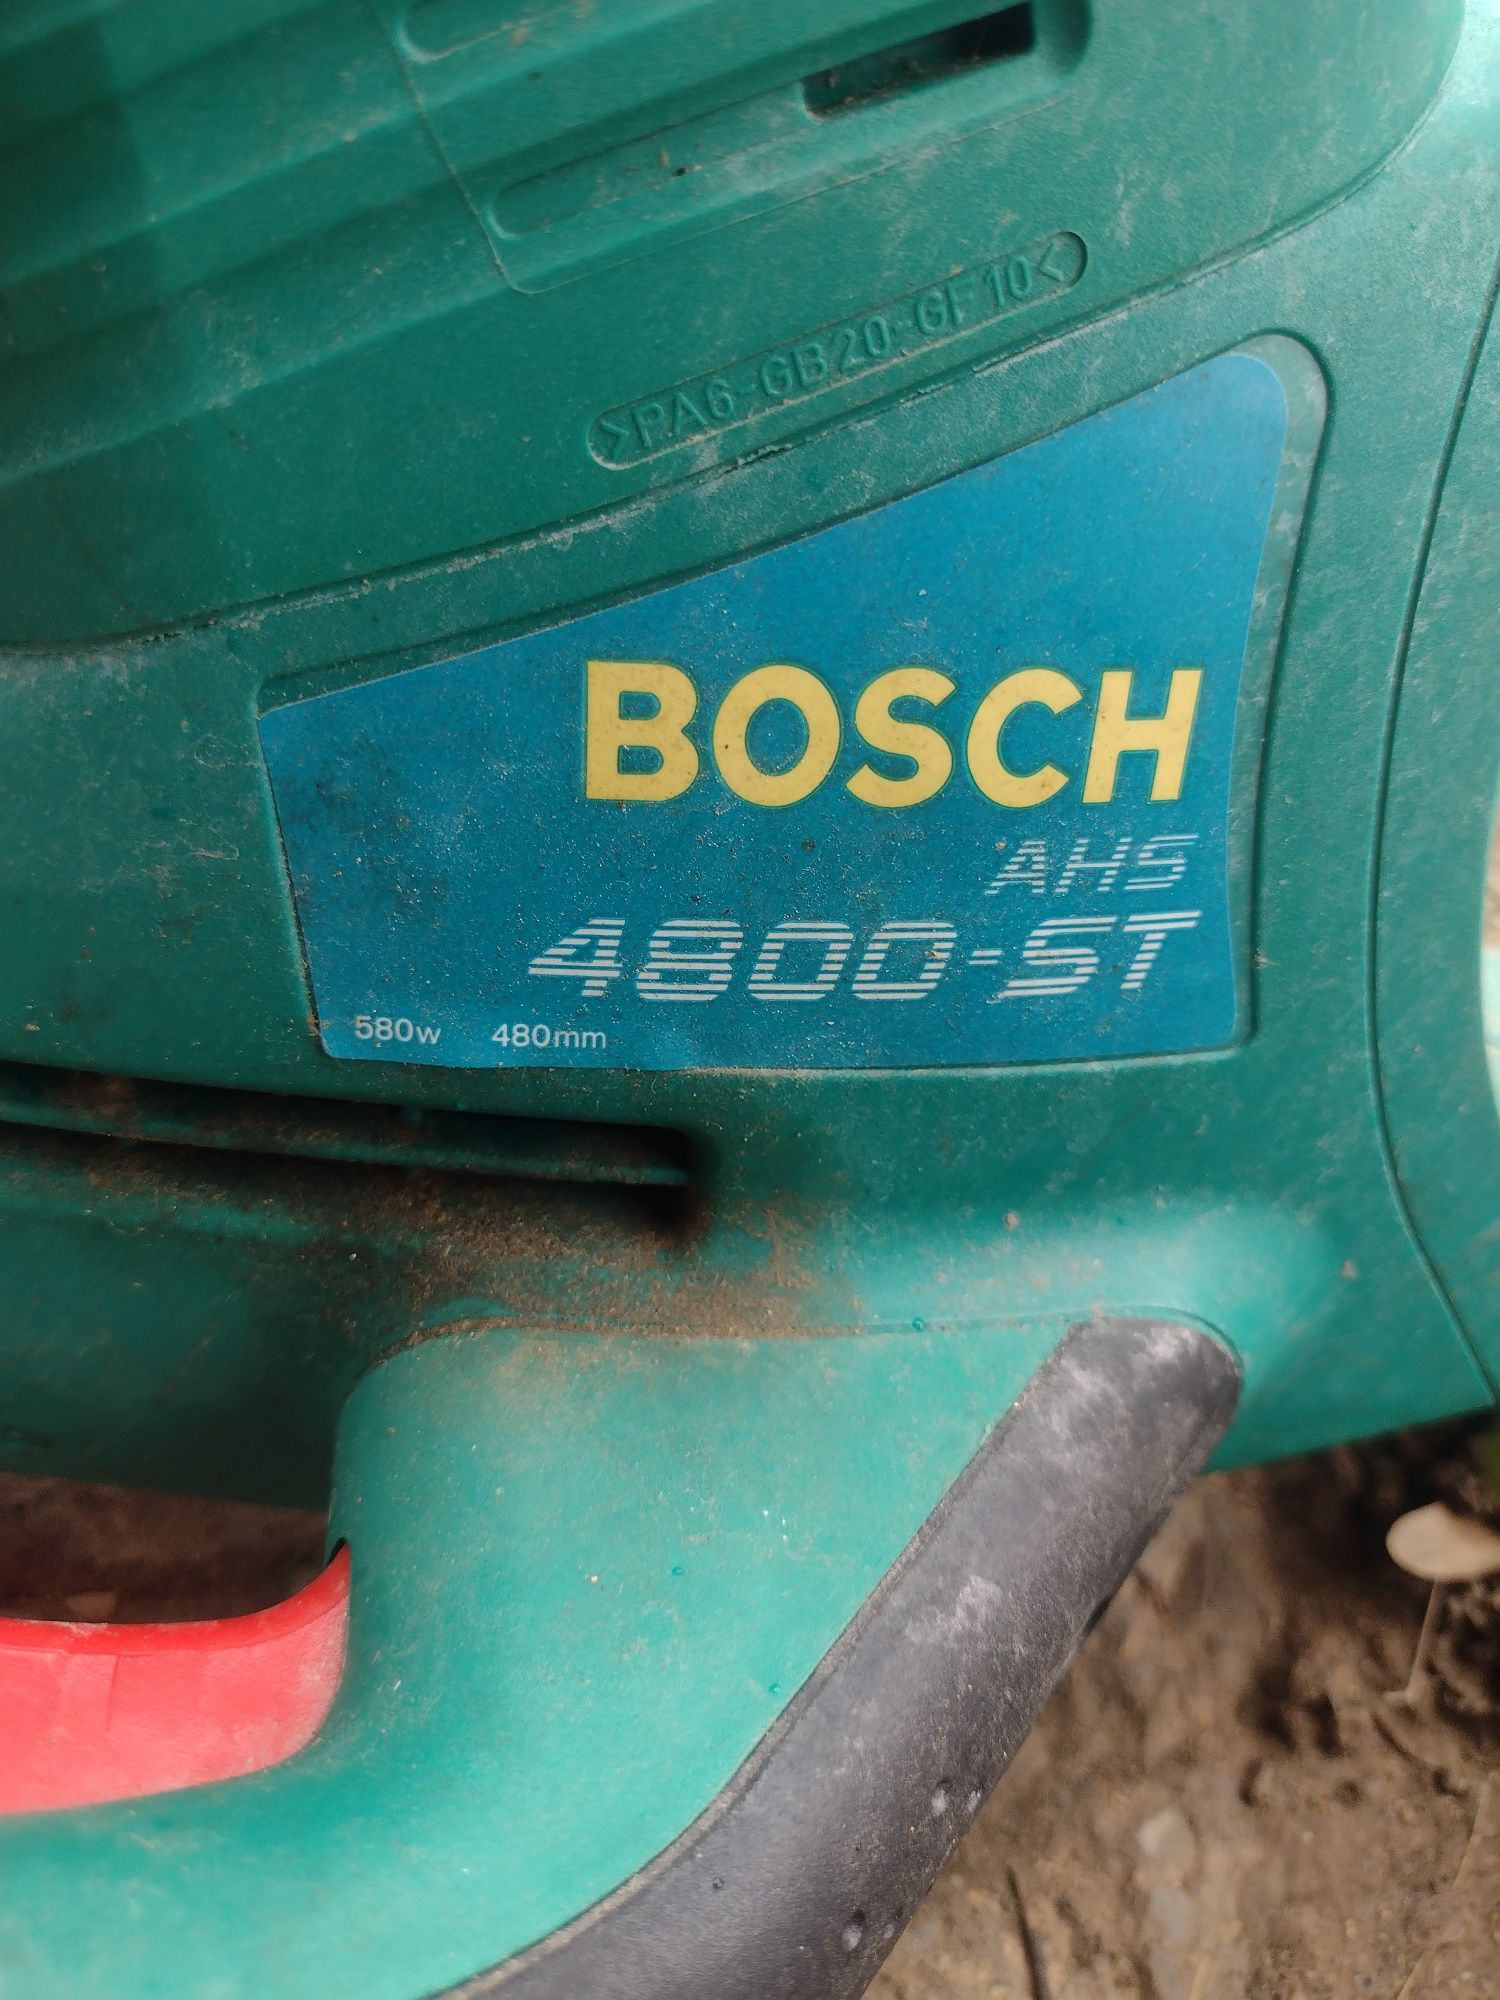 >PA6-GB20-GF10<
BOSCH
AHS
4800-ST
580w 480mm